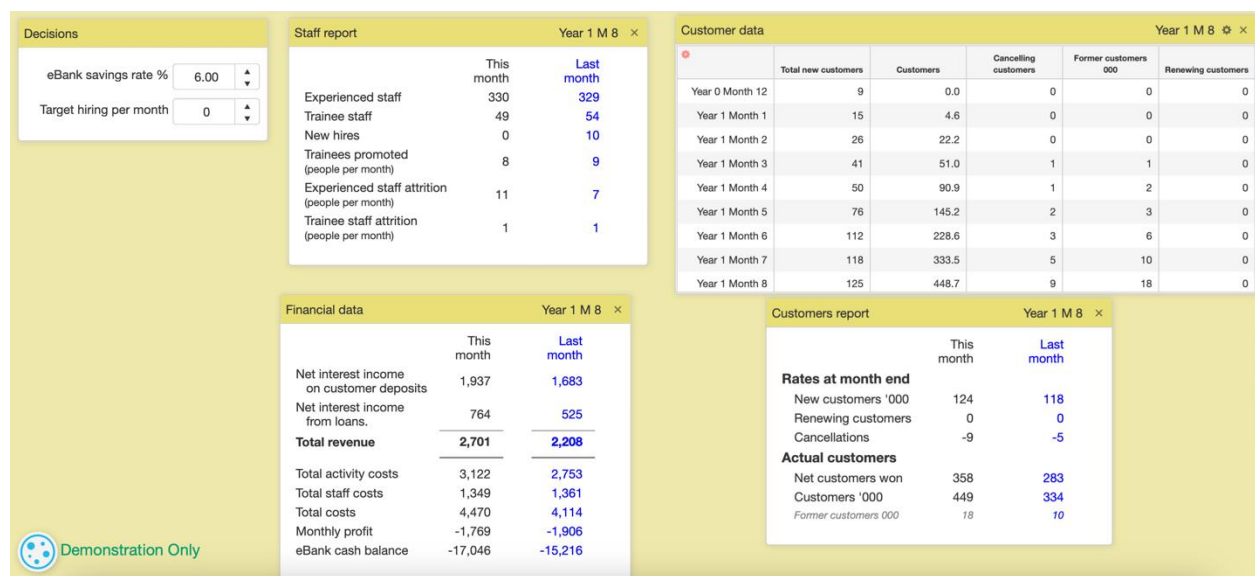 Decisions
eBank savings rate % 6.00
Target hiring per month 0
Staff report Year 1 M 8 ×
This month Last month
Experienced staff 330 329
Trainee staff 49 54
New hires 0 10
Trainees promoted (people per month) 8 9
Experienced staff attrition (people per month) 11 7
Trainee staff attrition (people per month) 1 1
Customer data Year 1 M 8 ×
Total new customers Customers Cancelling customers Former customers 000 Renewing customers
Year 0 Month 12 9 0.0 0 0 0
Year 1 Month 1 15 4.6 0 0 0
Year 1 Month 2 26 22.2 0 0 0
Year 1 Month 3 41 51.0 1 1 0
Year 1 Month 4 50 90.9 1 2 0
Year 1 Month 5 76 145.2 2 3 0
Year 1 Month 6 112 228.6 3 6 0
Year 1 Month 7 118 333.5 5 10 0
Year 1 Month 8 125 448.7 9 18 0
Financial data Year 1 M 8 ×
This month Last month
Net interest income on customer deposits 1,937 1,683
Net interest income from loans. 764 525
Total revenue 2,701 2,208
Total activity costs 3,122 2,753
Total staff costs 1,349 1,361
Total costs 4,470 4,114
Monthly profit -1,769 -1,906
eBank cash balance -17,046 -15,216
Customers report Year 1 M 8 ×
This month Last month
Rates at month end
New customers '000 124 118
Renewing customers 0 0
Cancellations -9 -5
Actual customers
Net customers won 358 283
Customers '000 449 334
Former customers 000 18 10
Demonstration Only